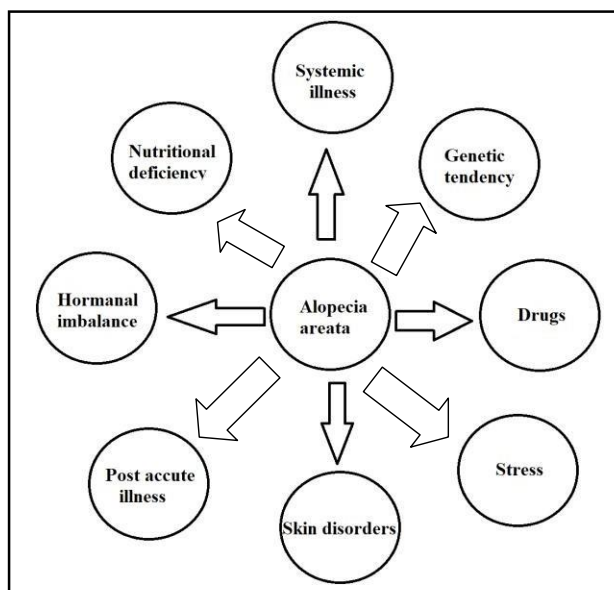 Systemic
illness
Nutritional
deficiency
Genetic
tendency
Hormanal
imbalance
Alopecia
areata
Drugs
Post accute
illness
Stress
Skin disorders